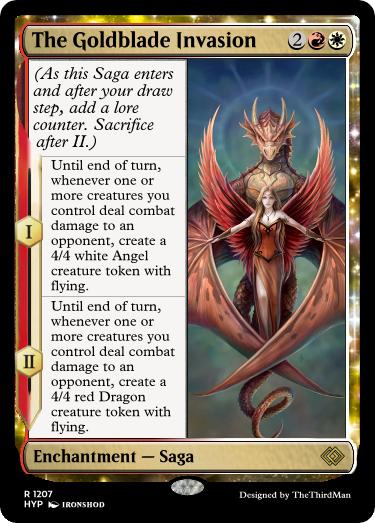 The Goldblade Invasion 2
(As this Saga enters
and after your draw
step, add a lore
counter. Sacrifice
after II.)
I
Until end of turn,
whenever one or
more creatures you
control deal combat
damage to an
opponent, create a
4/4 white Angel
creature token with
flying.
II
Until end of turn,
whenever one or
more creatures you
control deal combat
damage to an
opponent, create a
4/4 red Dragon
creature token with
flying.
Enchantment — Saga
R 1207
HYP IRONSHOD
Designed by TheThirdMan